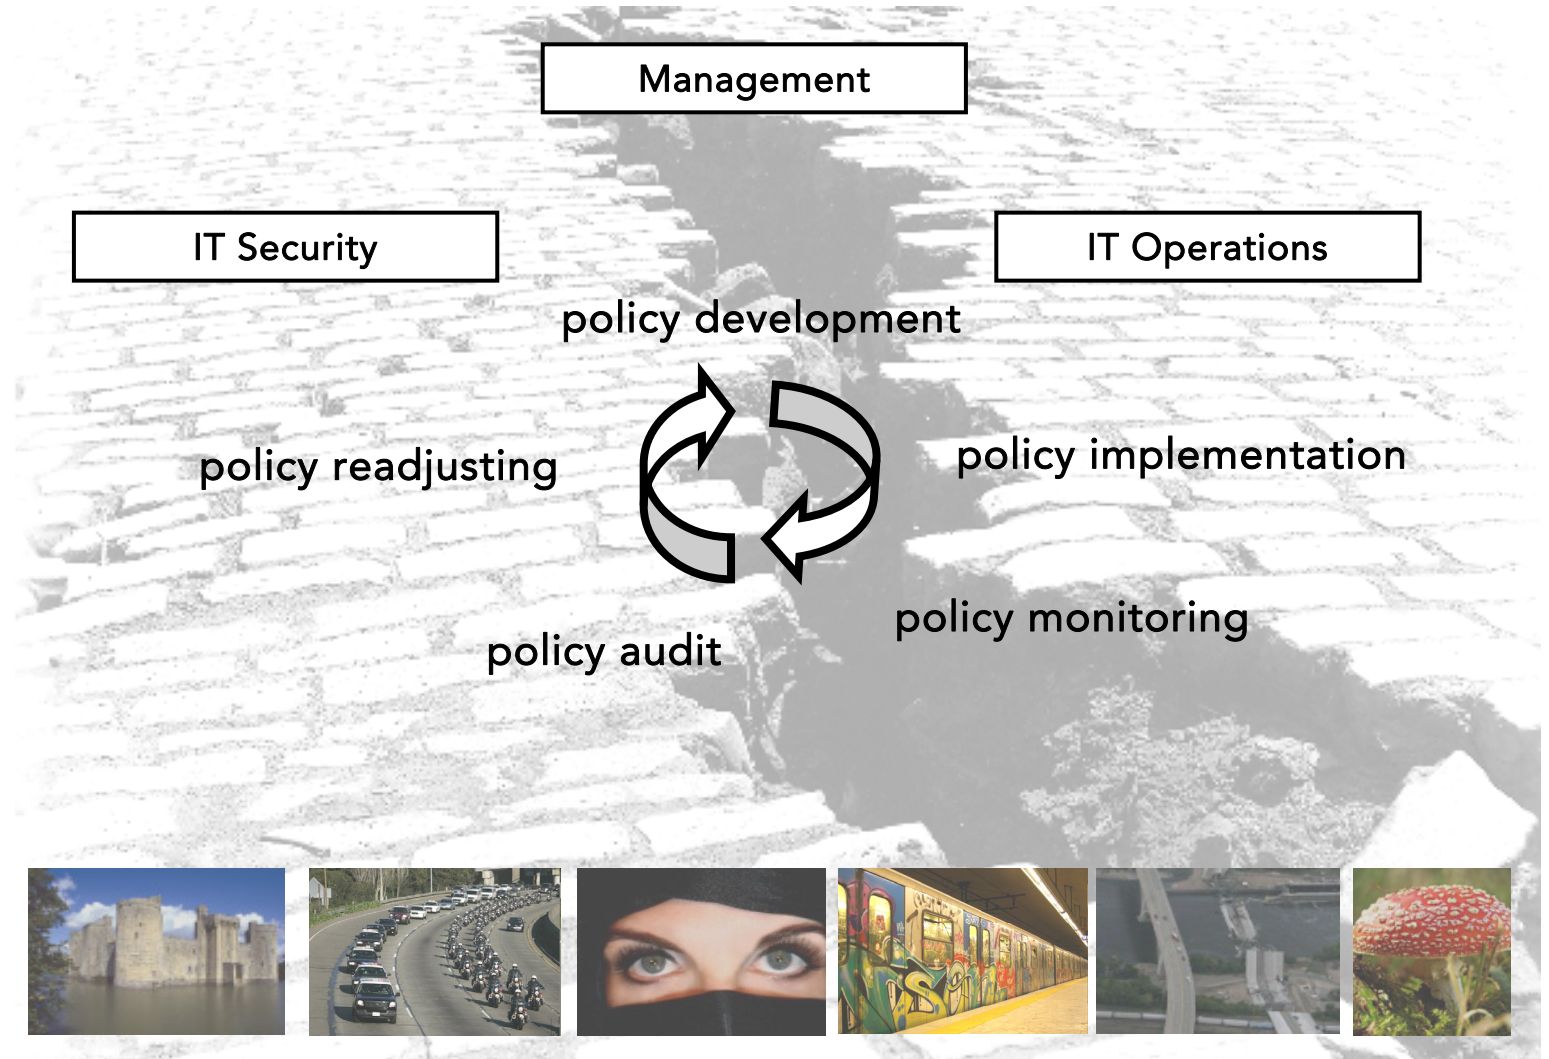 Management
IT Security
IT Operations
policy development
policy readjusting
policy implementation
policy monitoring
policy audit